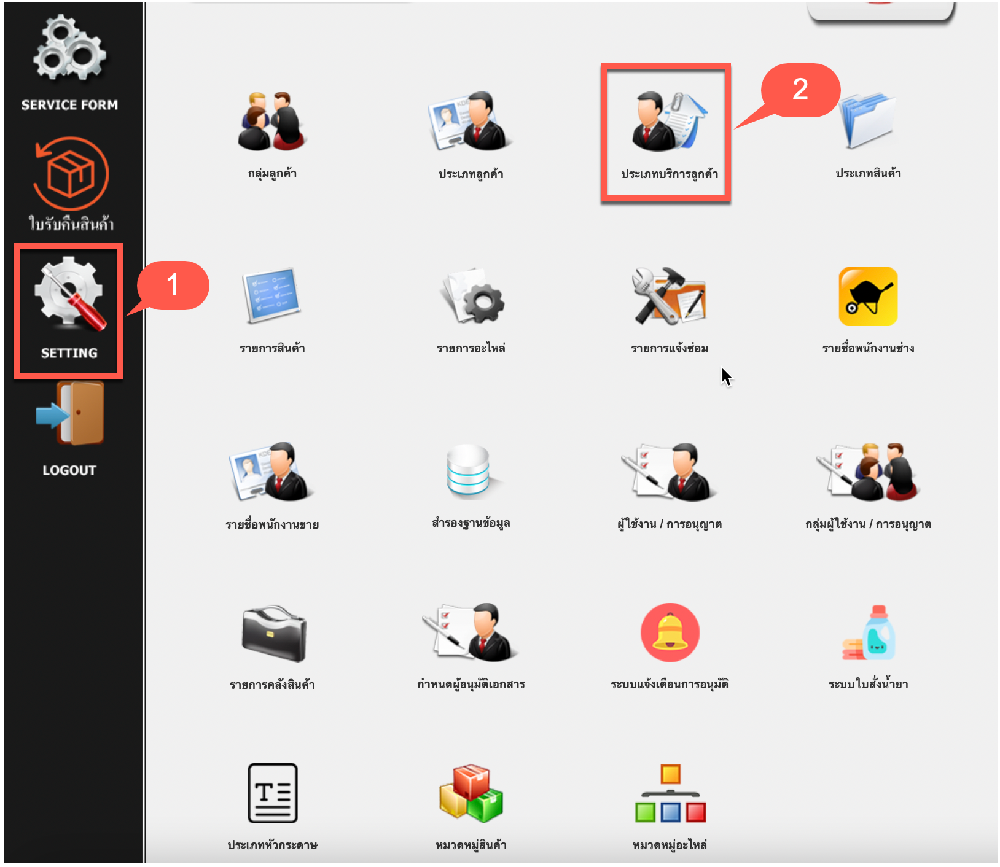 SERVICE FORM
ใบรับคืนสินค้า
1
SETTING
LOGOUT
2
กลุ่มลูกค้า
ประเภทลูกค้า
ประเภทบริการลูกค้า
ประเภทสินค้า
รายการสินค้า
รายการอะไหล่
รายการแจ้งซ่อม
รายชื่อพนักงานช่าง
รายชื่อพนักงานขาย
สำรองฐานข้อมูล
ผู้ใช้งาน / การอนุญาต
กลุ่มผู้ใช้งาน / การอนุญาต
รายการคลังสินค้า
กำหนดผู้อนุมัติเอกสาร
ระบบแจ้งเตือนการอนุมัติ
ระบบใบสั่งน้ำยา
ประเภทหัวกระดาษ
หมวดหมู่สินค้า
หมวดหมู่อะไหล่